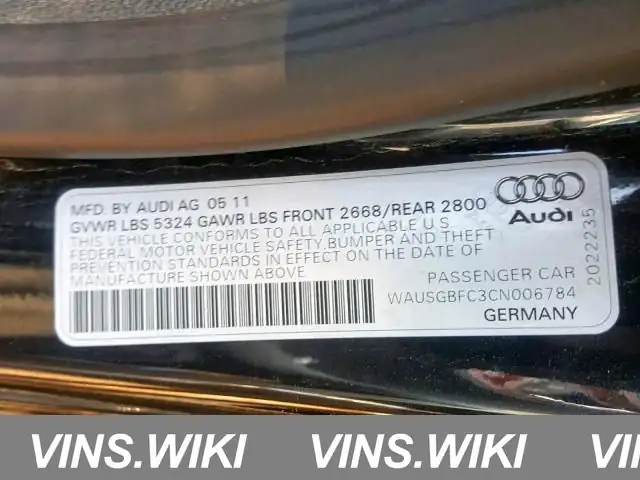 MFD. BY AUDI AG 05 11
GVWR LBS 5324 GAWR LBS FRONT 2668/REAR 2800
THIS VEHICLE CONFORMS TO ALL APPLICABLE U.S.
FEDERAL MOTOR VEHICLE SAFETY, BUMPER AND THEFT
PREVENTION STANDARDS IN EFFECT ON THE DATE OF
MANUFACTURE SHOWN ABOVE
PASSENGER CAR
WAUSGBFC3CN006784
GERMANY
Audi
2022235
VINS.WIKI VINS.WIKI VI